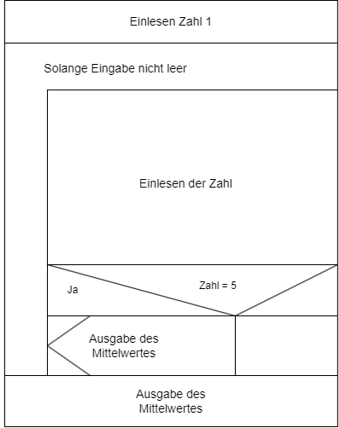 Einlesen Zahl 1
Solange Eingabe nicht leer
Einlesen der Zahl
Ja
Zahl = 5
Ausgabe des
Mittelwertes
Ausgabe des
Mittelwertes